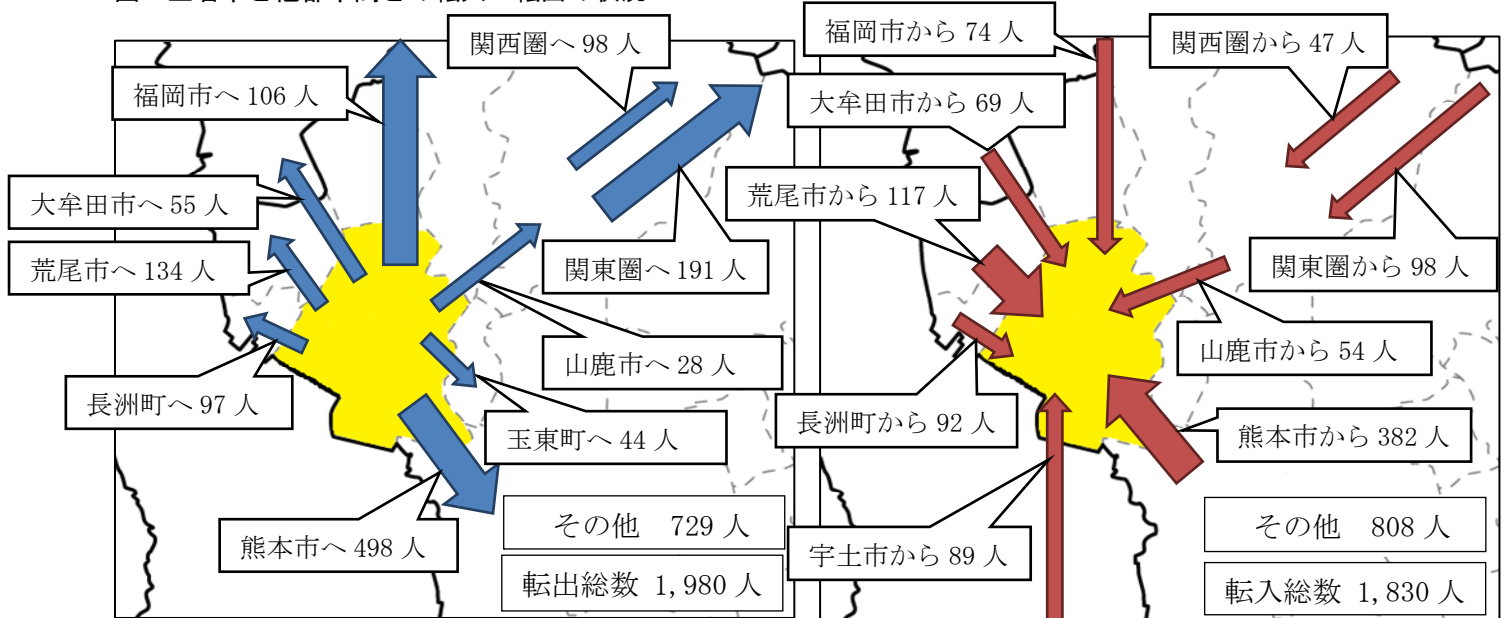 関西圏へ 98 人
福岡市へ 106 人
大牟田市へ 55 人
荒尾市へ 134 人
関東圏へ 191 人
山鹿市へ 28 人
長洲町へ 97 人
玉東町へ 44 人
熊本市へ 498 人
その他 729 人
転出総数 1,980 人
福岡市から 74 人
関西圏から 47 人
大牟田市から 69 人
荒尾市から 117 人
関東圏から 98 人
山鹿市から 54 人
長洲町から 92 人
熊本市から 382 人
宇土市から 89 人
その他 808 人
転入総数 1,830 人